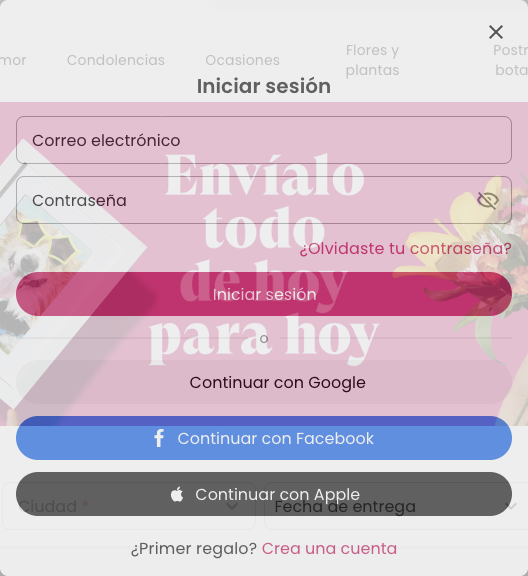 mor
Condolencias
Ocasiones
Flores y
plantas
Postr
bota
Iniciar sesión
Correo electrónico
Envíalo
Contraseña
todo
¿Olvidaste tu contraseña?
de hoy
Iniciar sesión
para hoy
o
Continuar con Google
Continuar con Facebook
Continuar con Apple
Ciudad *
Fecha de entrega
¿Primer regalo? Crea una cuenta